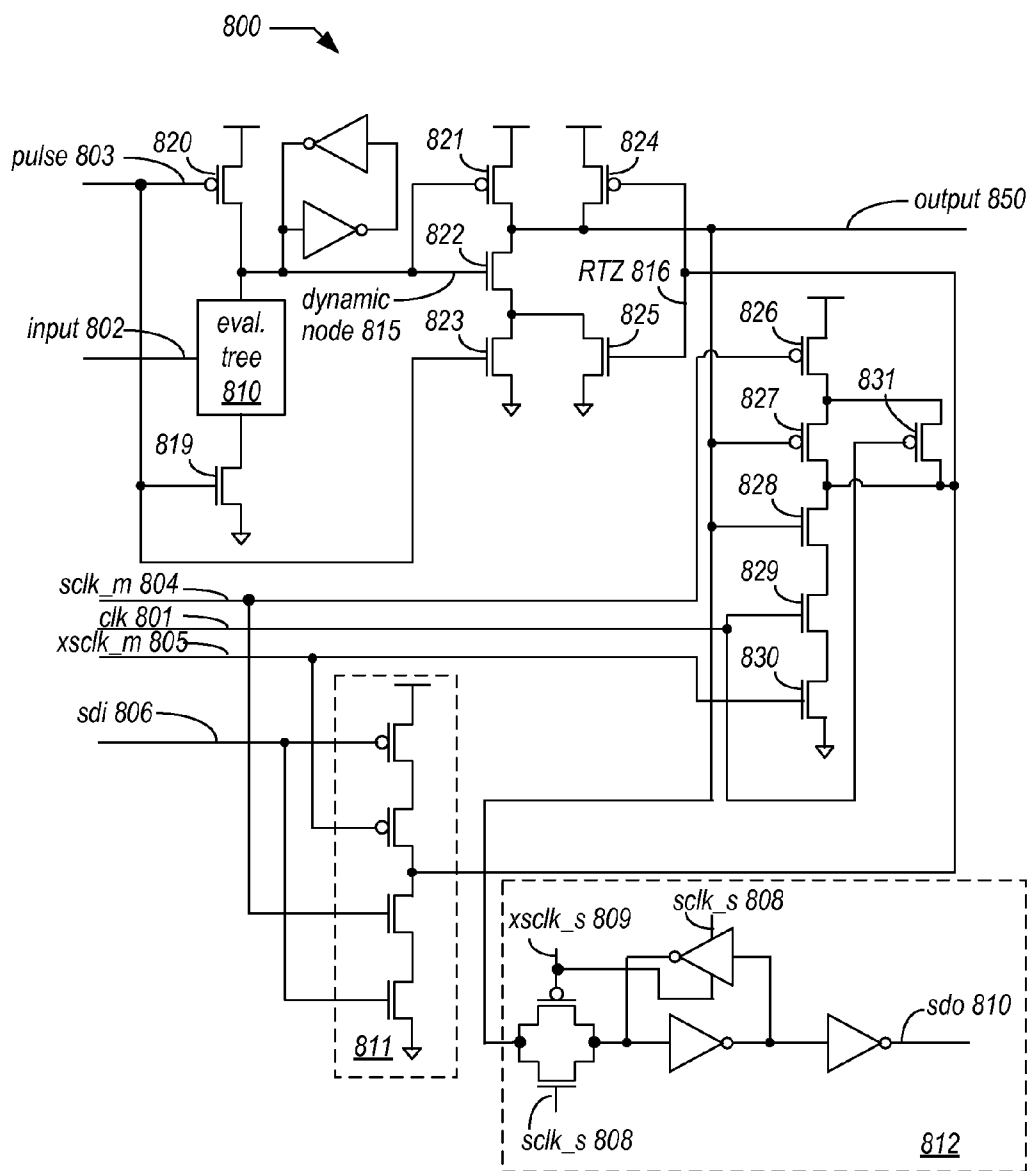 800
820
pulse 803
821
824
output 850
822
RTZ 816
dynamic
node 815
input 802
eval.
tree
810
823
825
826
831
827
819
828
sclk_m 804
829
clk 801
xsclk_m 805
830
sdi 806
sclk_s 808
xsclk_s 809
sdo 810
811
sclk_s 808
812